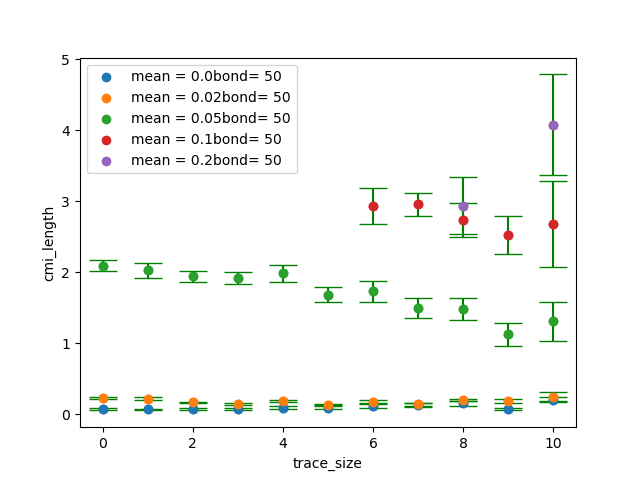 mean = 0.0bond= 50
mean = 0.02bond= 50
mean = 0.05bond= 50
mean = 0.1bond= 50
mean = 0.2bond= 50
cmi_length
5
4
3
2
1
0
0 2 4 6 8 10
trace_size